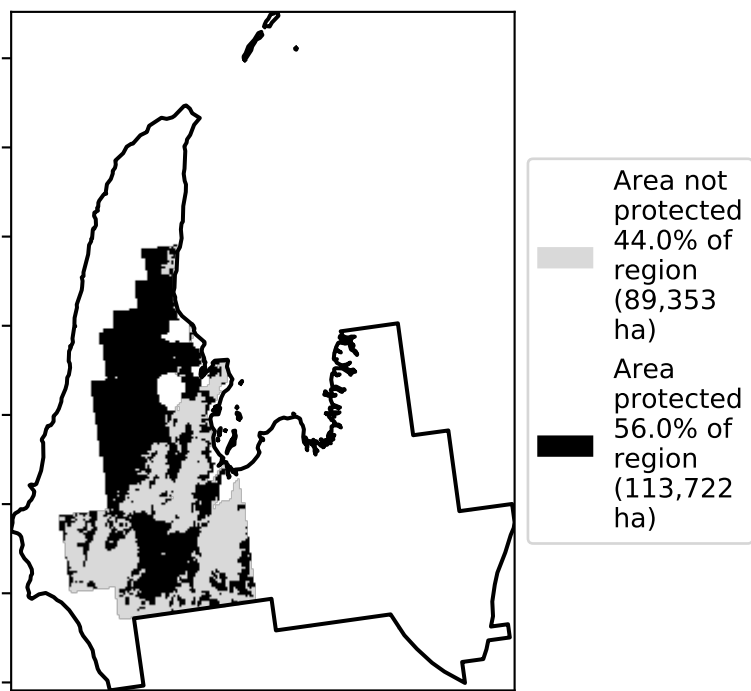 Area not
protected
44.0% of
region
(89,353
ha)
Area
protected
56.0% of
region
(113,722
ha)